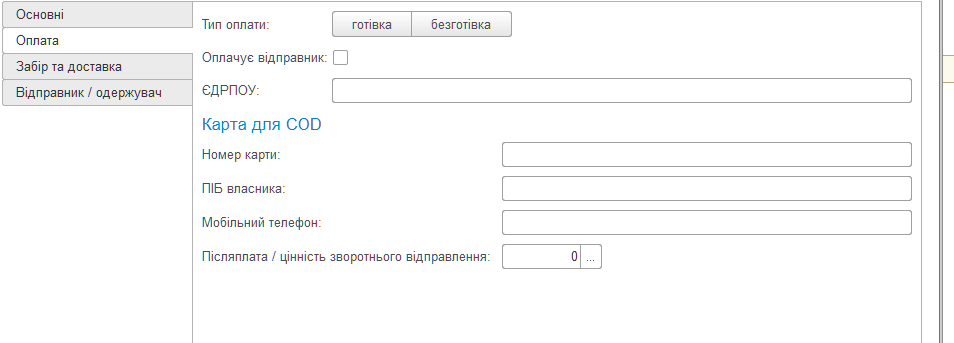 Основні
Оплата
Забір та доставка
Відправник / одержувач
Тип оплати: готівка безготівка
Оплачує відправник:
ЄДРПОУ:
Карта для COD
Номер карти:
ПІБ власника:
Мобільний телефон:
Післяплата / цінність зворотнього відправлення: 0 ...